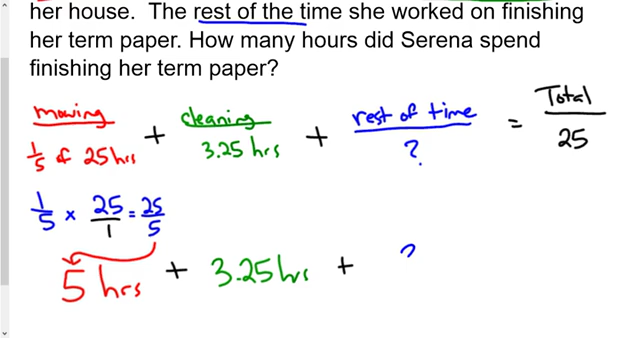 her house. The rest of the time she worked on finishing
her term paper. How many hours did Serena spend
finishing her term paper?
mowing + cleaning + rest of time = Total
1/5 of 25 hrs 3.25 hrs ? 25
1/5 x 25/1 = 25/5
5 hrs + 3.25 hrs + ?